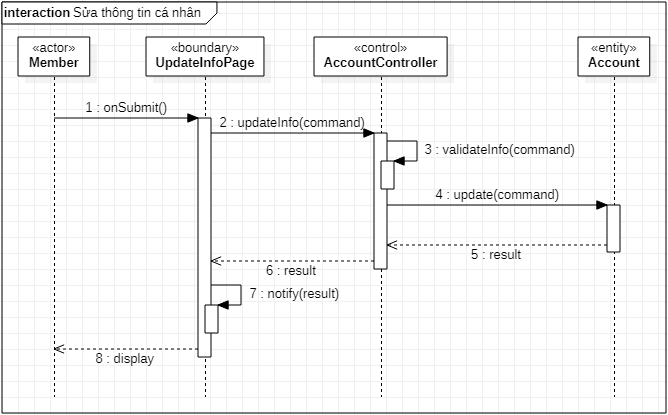 interaction Sửa thông tin cá nhân
«actor»
Member
«boundary»
UpdateInfoPage
«control»
AccountController
«entity»
Account
1 : onSubmit()
2 : updateInfo(command)
3 : validateInfo(command)
4 : update(command)
5 : result
6 : result
7 : notify(result)
8 : display